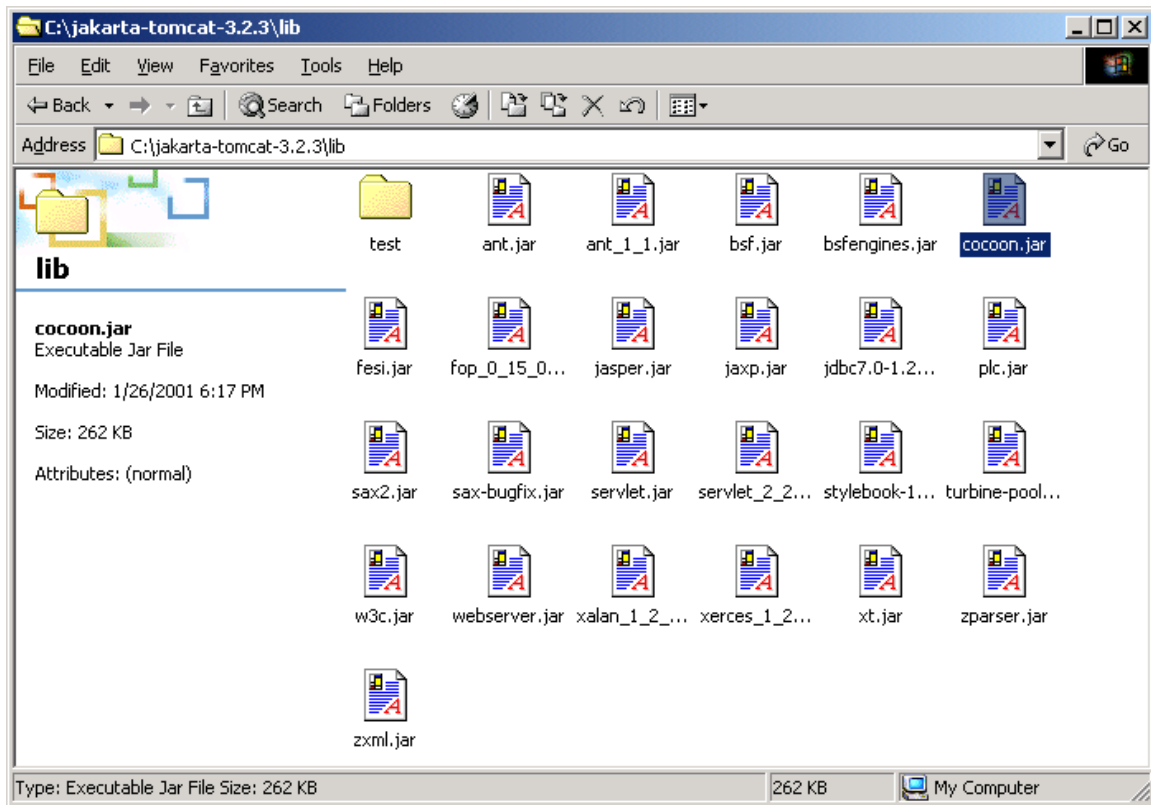 C:\jakarta-tomcat-3.2.3\lib
File Edit View Favorites Tools Help
Back Search Folders
Address C:\jakarta-tomcat-3.2.3\lib Go
lib
cocoon.jar
Executable Jar File
Modified: 1/26/2001 6:17 PM
Size: 262 KB
Attributes: (normal)
test ant.jar ant_1_1.jar bsf.jar bsfengines.jar cocoon.jar
fesi.jar fop_0_15_0... jasper.jar jaxp.jar jdbc7.0-1.2... plc.jar
sax2.jar sax-bugfix.jar servlet.jar servlet_2_2... stylebook-1... turbine-pool...
w3c.jar webserver.jar xalan_1_2_... xerces_1_2... xt.jar zparser.jar
zxml.jar
Type: Executable Jar File Size: 262 KB 262 KB My Computer